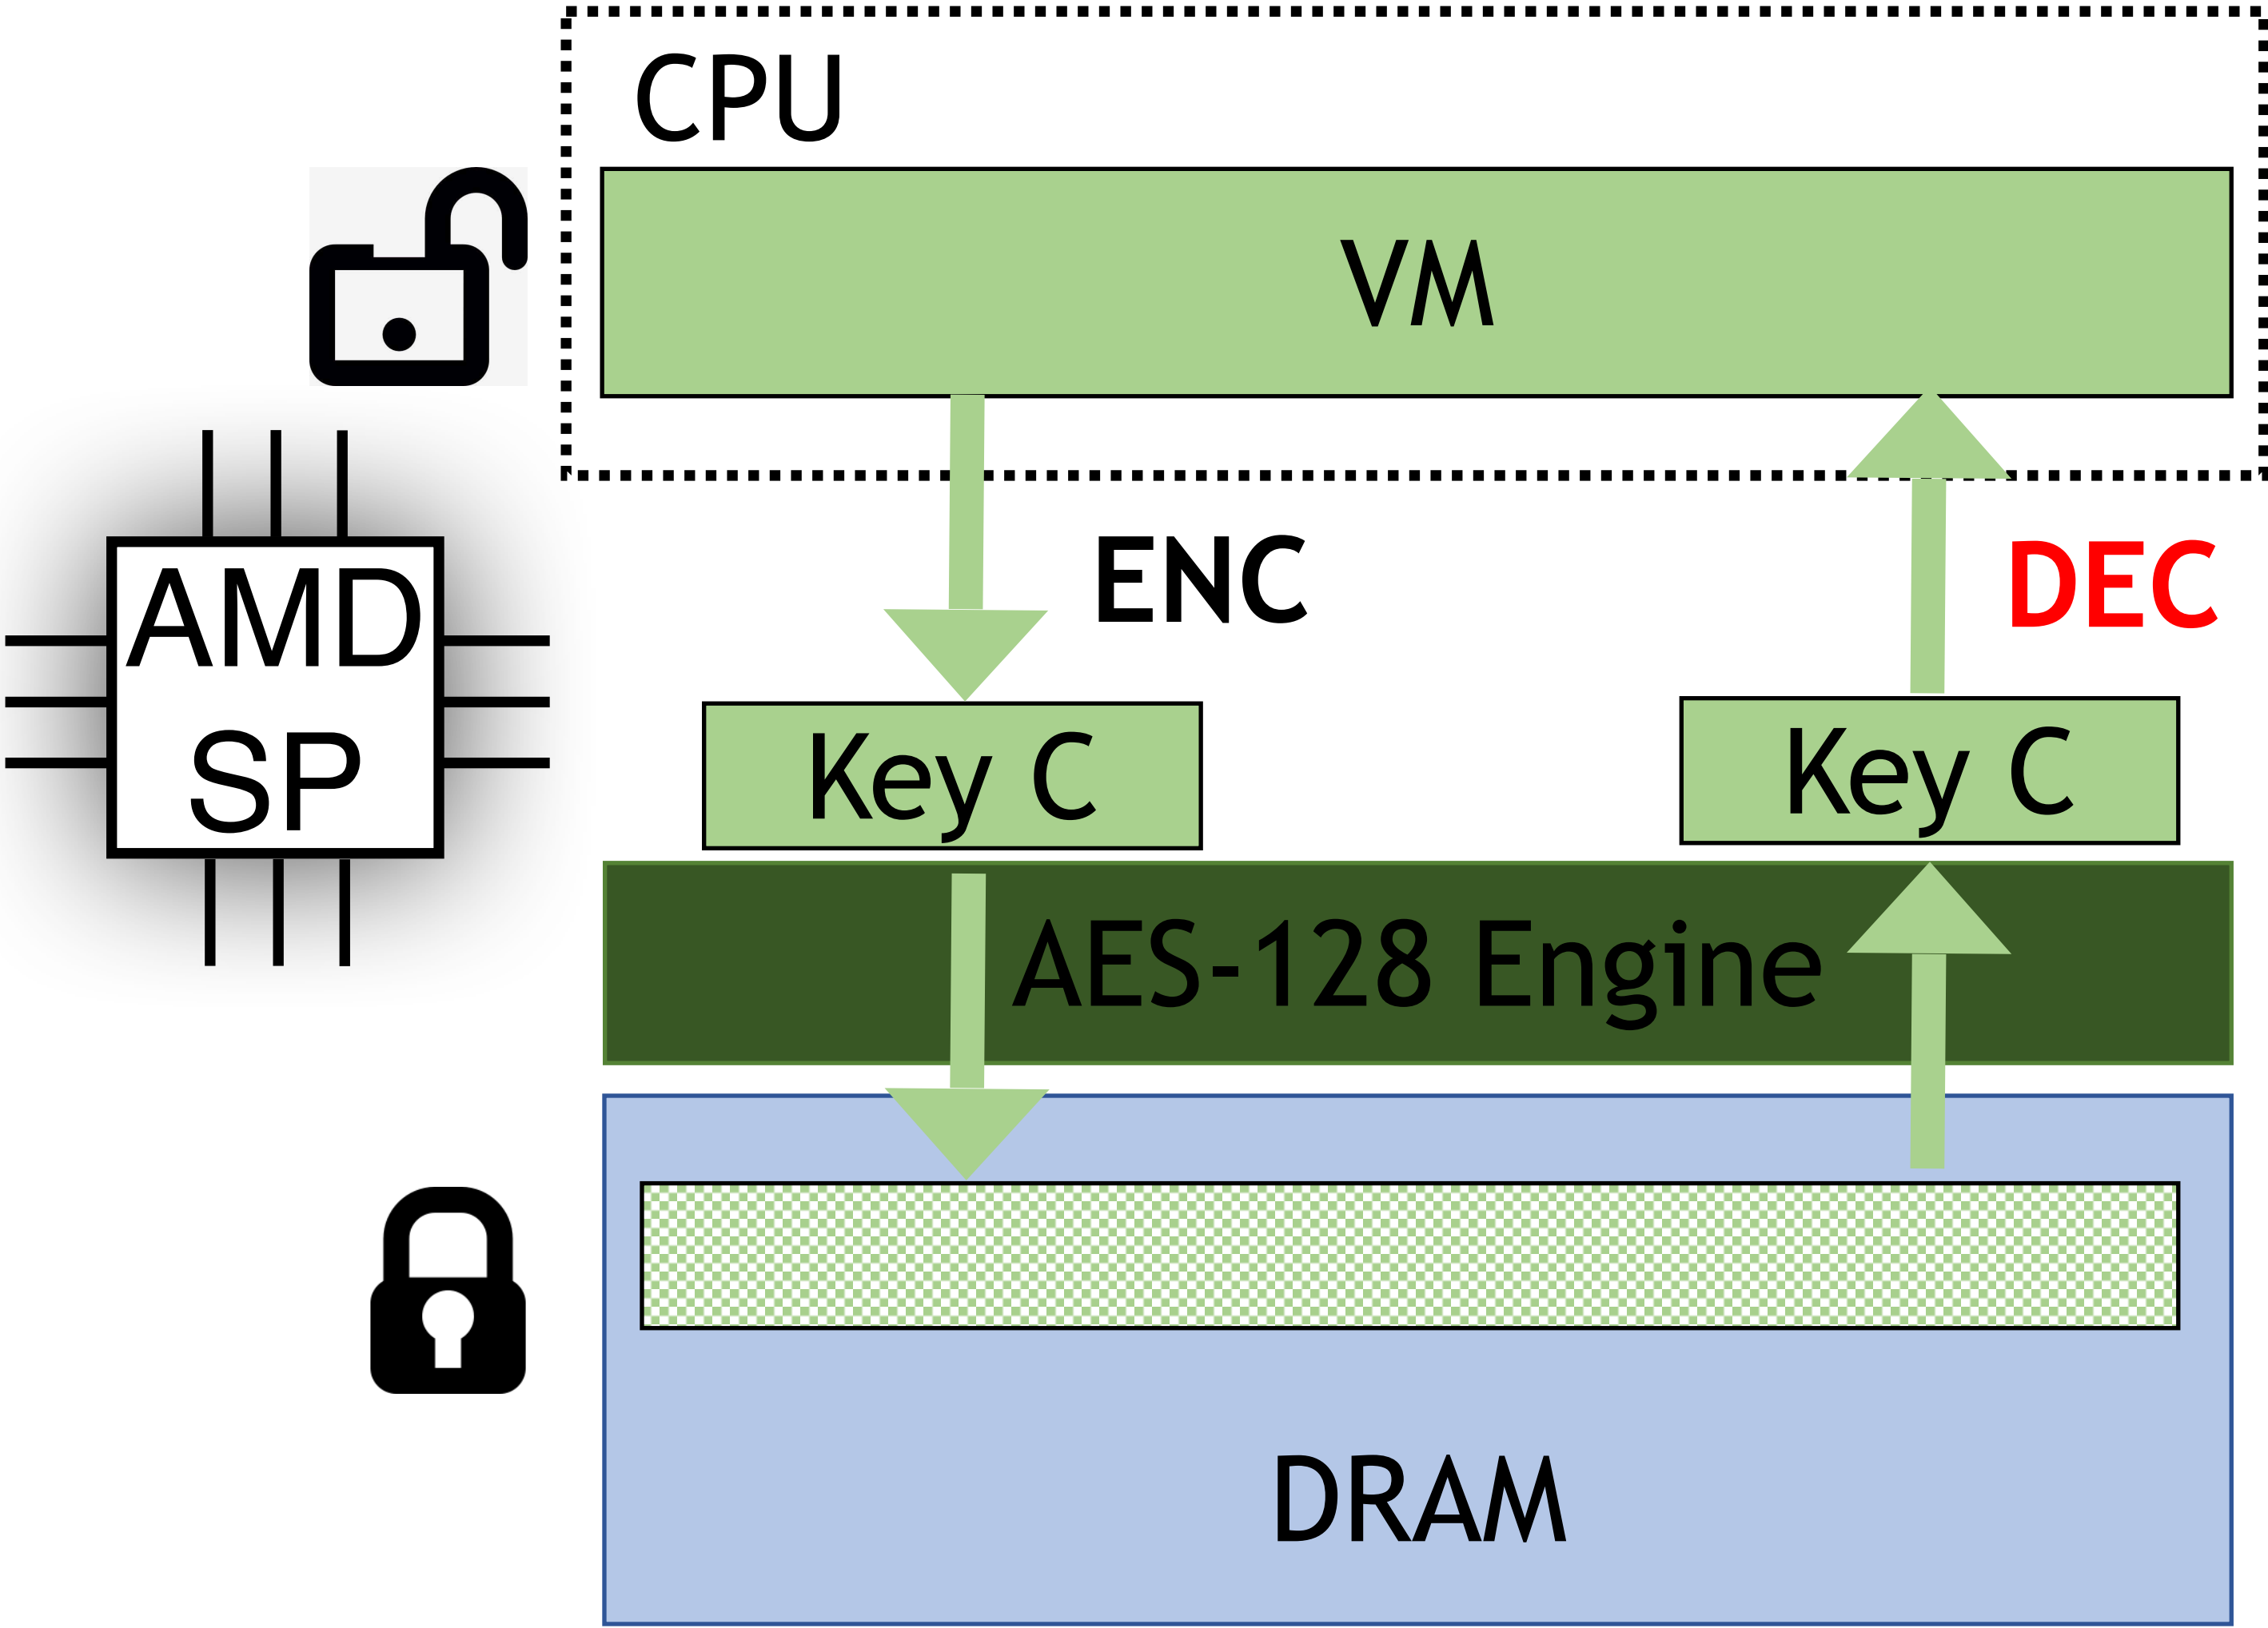 CPU
VM
AMD
SP
ENC
DEC
Key C
Key C
AES-128 Engine
DRAM